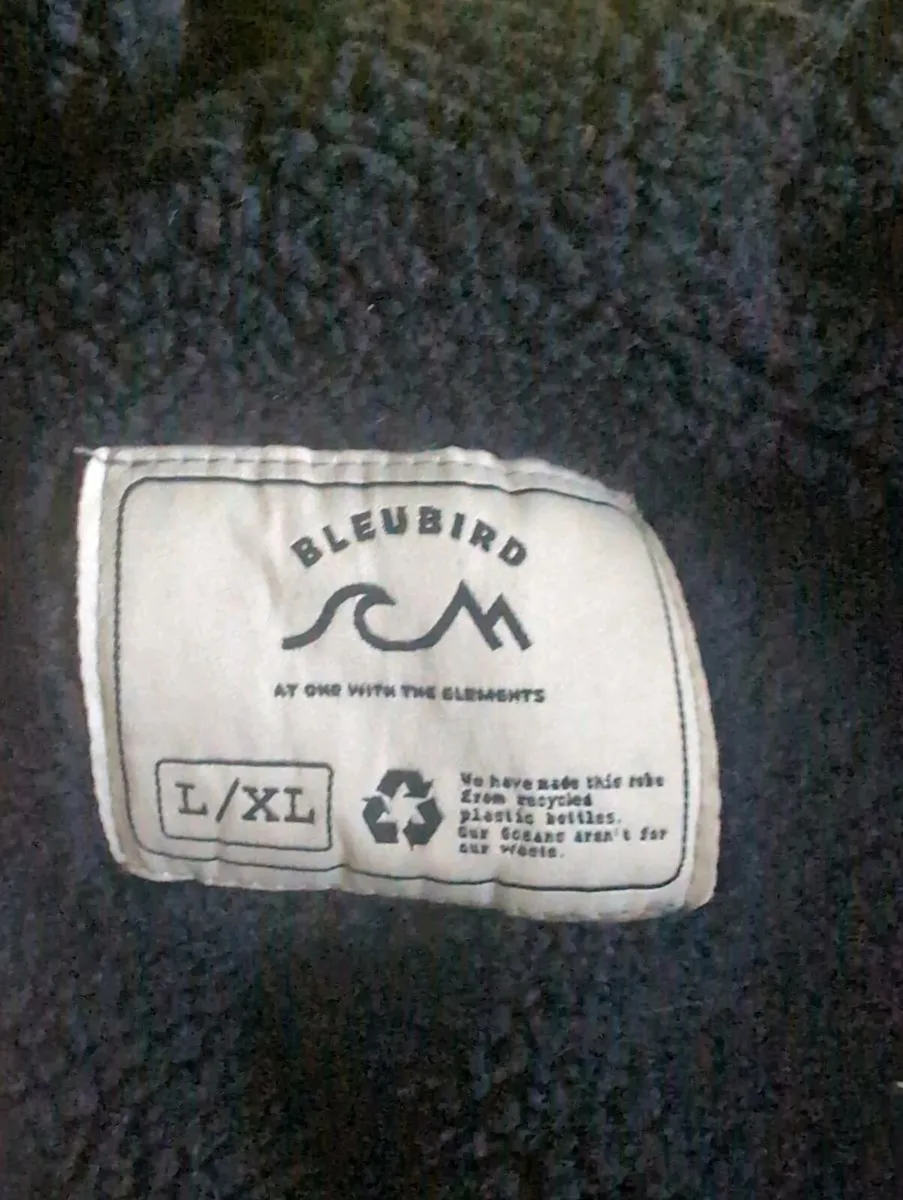 BLEUBIRD
AT ONE WITH THE ELEMENTS
L/XL
We have made this robe
from recycled
plastic bottles.
Our Oceans aren't for
our waste.